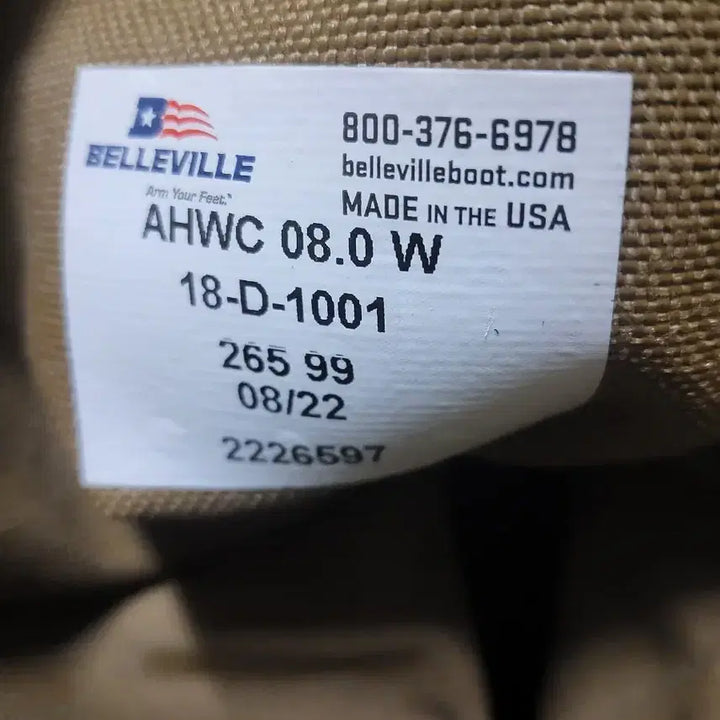 B
BELLEVILLE
Arm Your Feet.™
800-376-6978
bellevilleboot.com
MADE IN THE USA
AHWC 08.0 W
18-D-1001
265 99
08/22
2226597